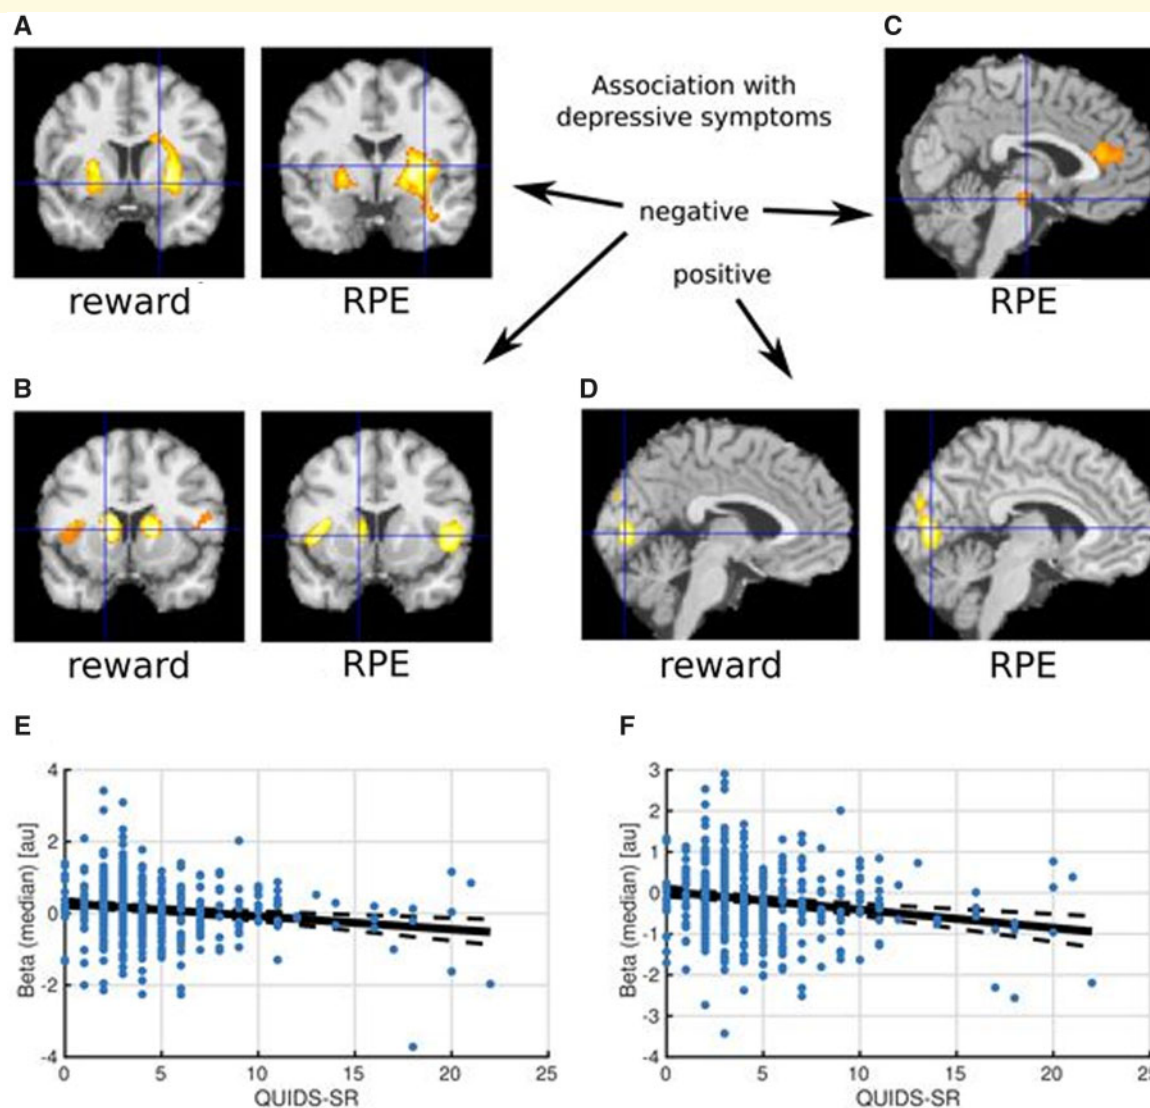 A
C
Association with
depressive symptoms
negative
positive
reward
RPE
RPE
B
D
reward
RPE
reward
RPE
E
F
Beta (median) [au]
4
2
0
-2
-4
0 5 10 15 20 25
QUIDS-SR
Beta (median) [au]
3
2
1
0
-1
-2
-3
-4
0 5 10 15 20 25
QUIDS-SR